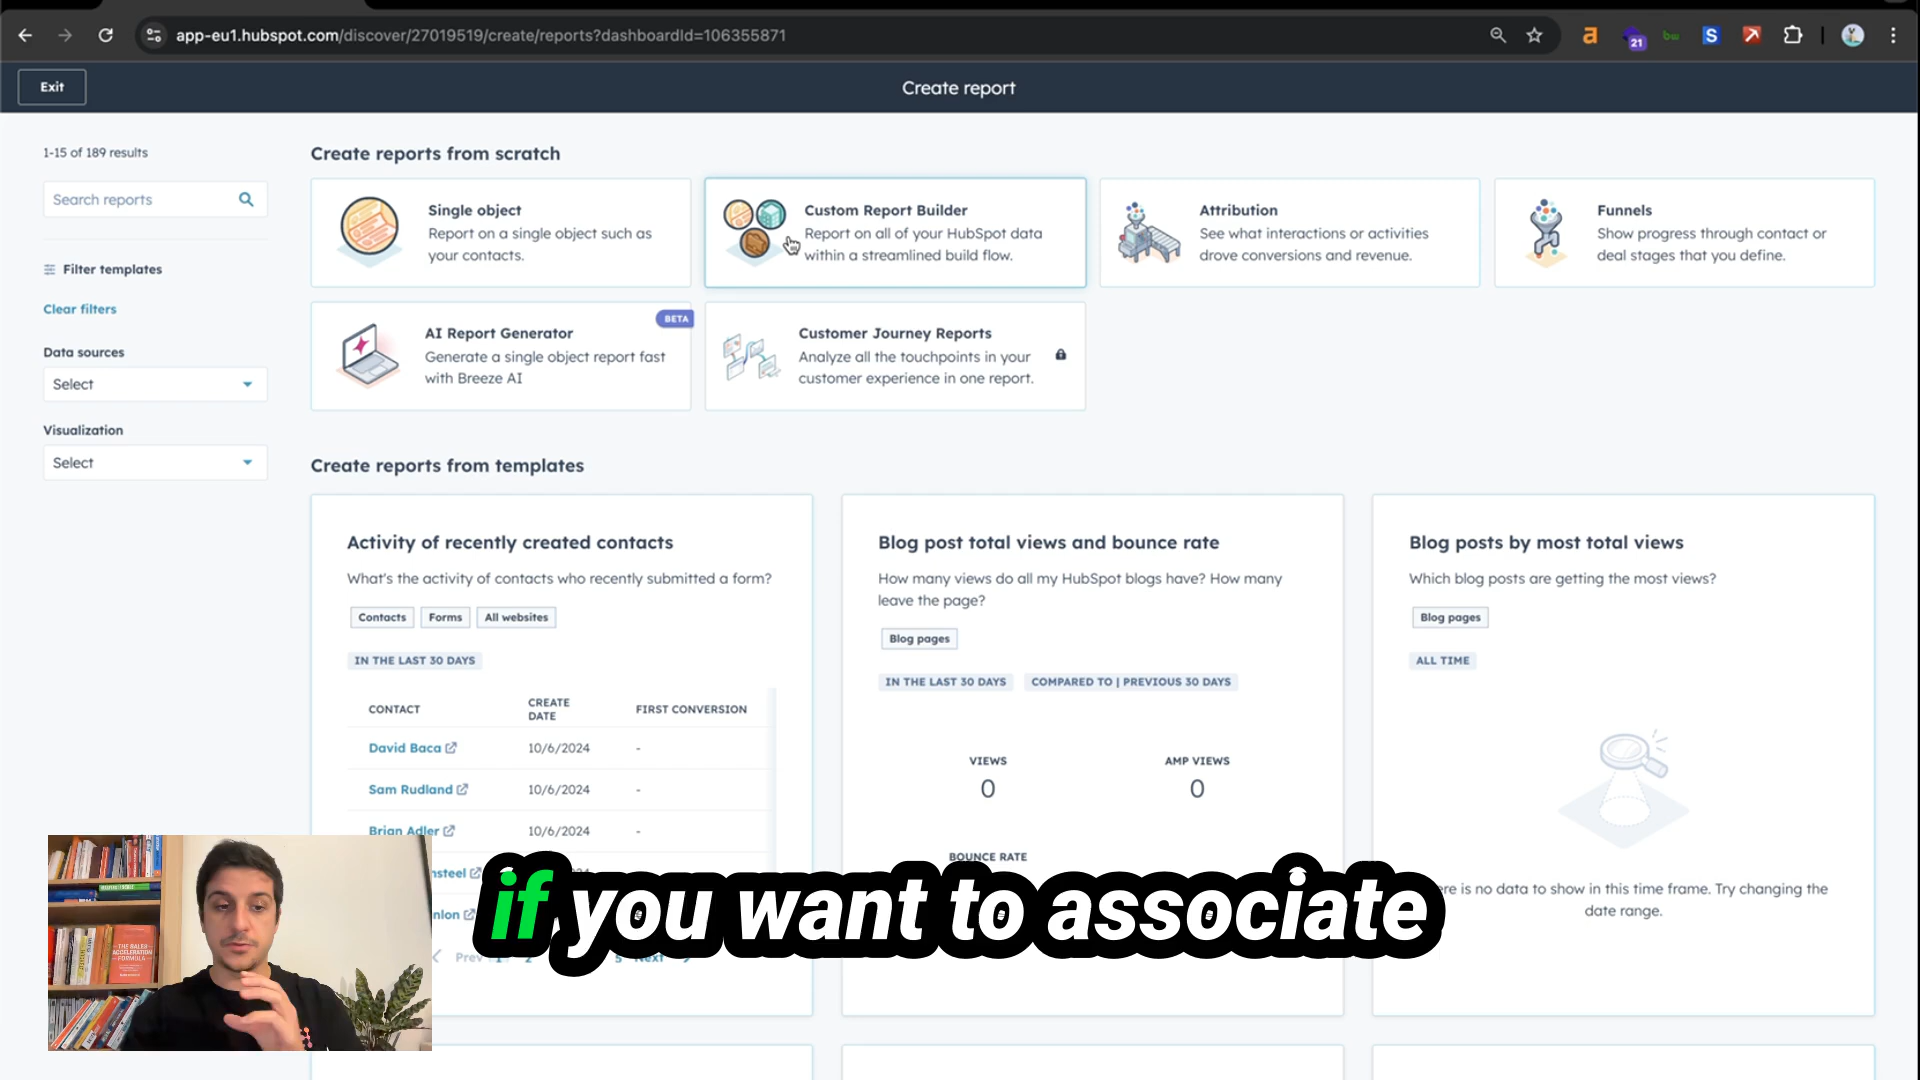 app-eu1.hubspot.com/discover/27019519/create/reports?dashboardId=106355871
a
21
bw
S
Exit
Create report
1-15 of 189 results
Search reports
Filter templates
Clear filters
Data sources
Select
Visualization
Select
Create reports from scratch
Single object
Report on a single object such as
your contacts.
Custom Report Builder
Report on all of your HubSpot data
within a streamlined build flow.
Attribution
See what interactions or activities
drove conversions and revenue.
Funnels
Show progress through contact or
deal stages that you define.
BETA
AI Report Generator
Generate a single object report fast
with Breeze AI
Customer Journey Reports
Analyze all the touchpoints in your
customer experience in one report.
Create reports from templates
Activity of recently created contacts
What's the activity of contacts who recently submitted a form?
Contacts Forms All websites
IN THE LAST 30 DAYS
CONTACT CREATE DATE FIRST CONVERSION
David Baca 10/6/2024 -
Sam Rudland 10/6/2024 -
Brian Adler 10/6/2024 -
Prev
Next
Blog post total views and bounce rate
How many views do all my HubSpot blogs have? How many
leave the page?
Blog pages
IN THE LAST 30 DAYS COMPARED TO | PREVIOUS 30 DAYS
VIEWS AMP VIEWS
0 0
BOUNCE RATE
Blog posts by most total views
Which blog posts are getting the most views?
Blog pages
ALL TIME
ere is no data to show in this time frame. Try changing the
date range.
if you want to associate
THE SALES
ACCELERATION
FORMULA